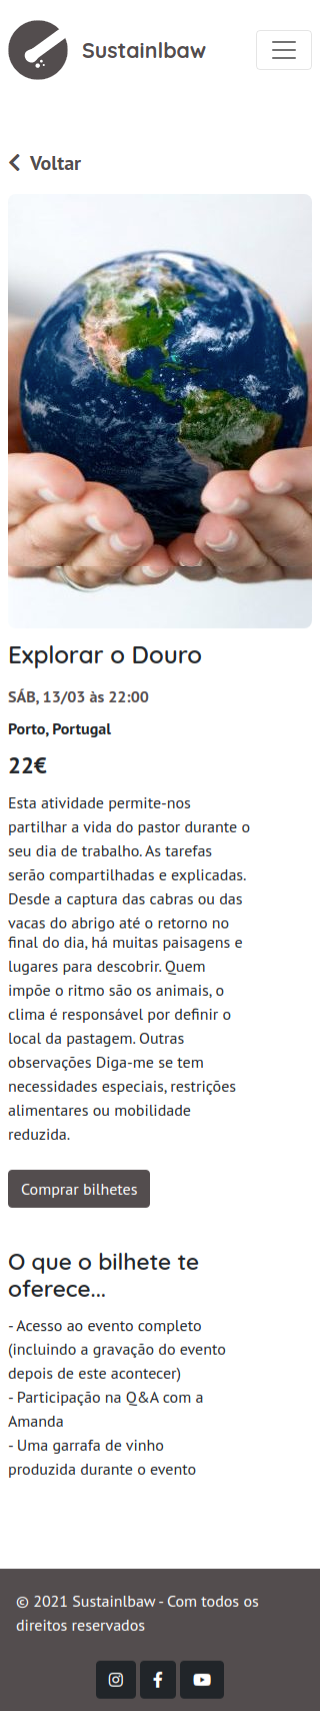 Sustainlbaw
Voltar
Explorar o Douro
SÁB, 13/03 às 22:00
Porto, Portugal
22€
Esta atividade permite-nos
partilhar a vida do pastor durante o
seu dia de trabalho. As tarefas
serão compartilhadas e explicadas.
Desde a captura das cabras ou das
vacas do abrigo até o retorno no
final do dia, há muitas paisagens e
lugares para descobrir. Quem
impõe o ritmo são os animais, o
clima é responsável por definir o
local da pastagem. Outras
observações Diga-me se tem
necessidades especiais, restrições
alimentares ou mobilidade
reduzida.
Comprar bilhetes
O que o bilhete te
oferece...
- Acesso ao evento completo
(incluindo a gravação do evento
depois de este acontecer)
- Participação na Q&A com a
Amanda
- Uma garrafa de vinho
produzida durante o evento
© 2021 Sustainlbaw - Com todos os
direitos reservados